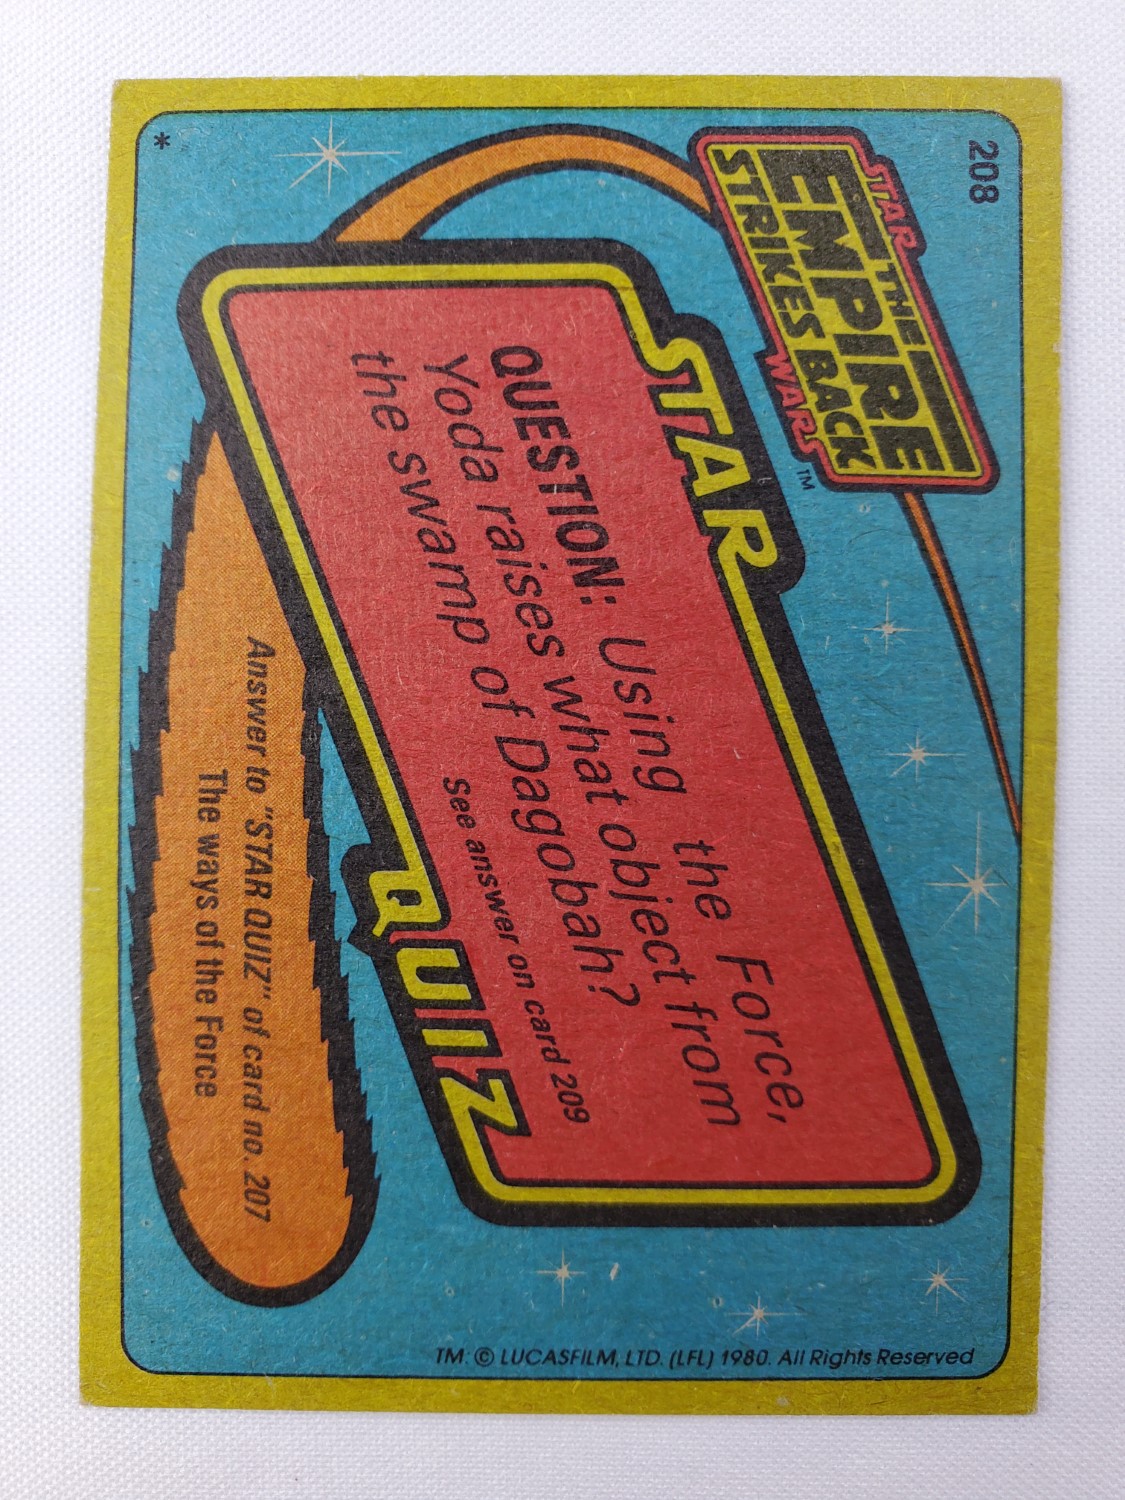 208
STAR
THE
EMPIRE
STRIKES BACK
WARS™
STAR
QUESTION: Using the Force,
Yoda raises what object from
the swamp of Dagobah?
See answer on card 209
QUIZ
Answer to "STAR QUIZ" of card no. 207
The ways of the Force
*
TM: © LUCASFILM, LTD. (LFL) 1980. All Rights Reserved